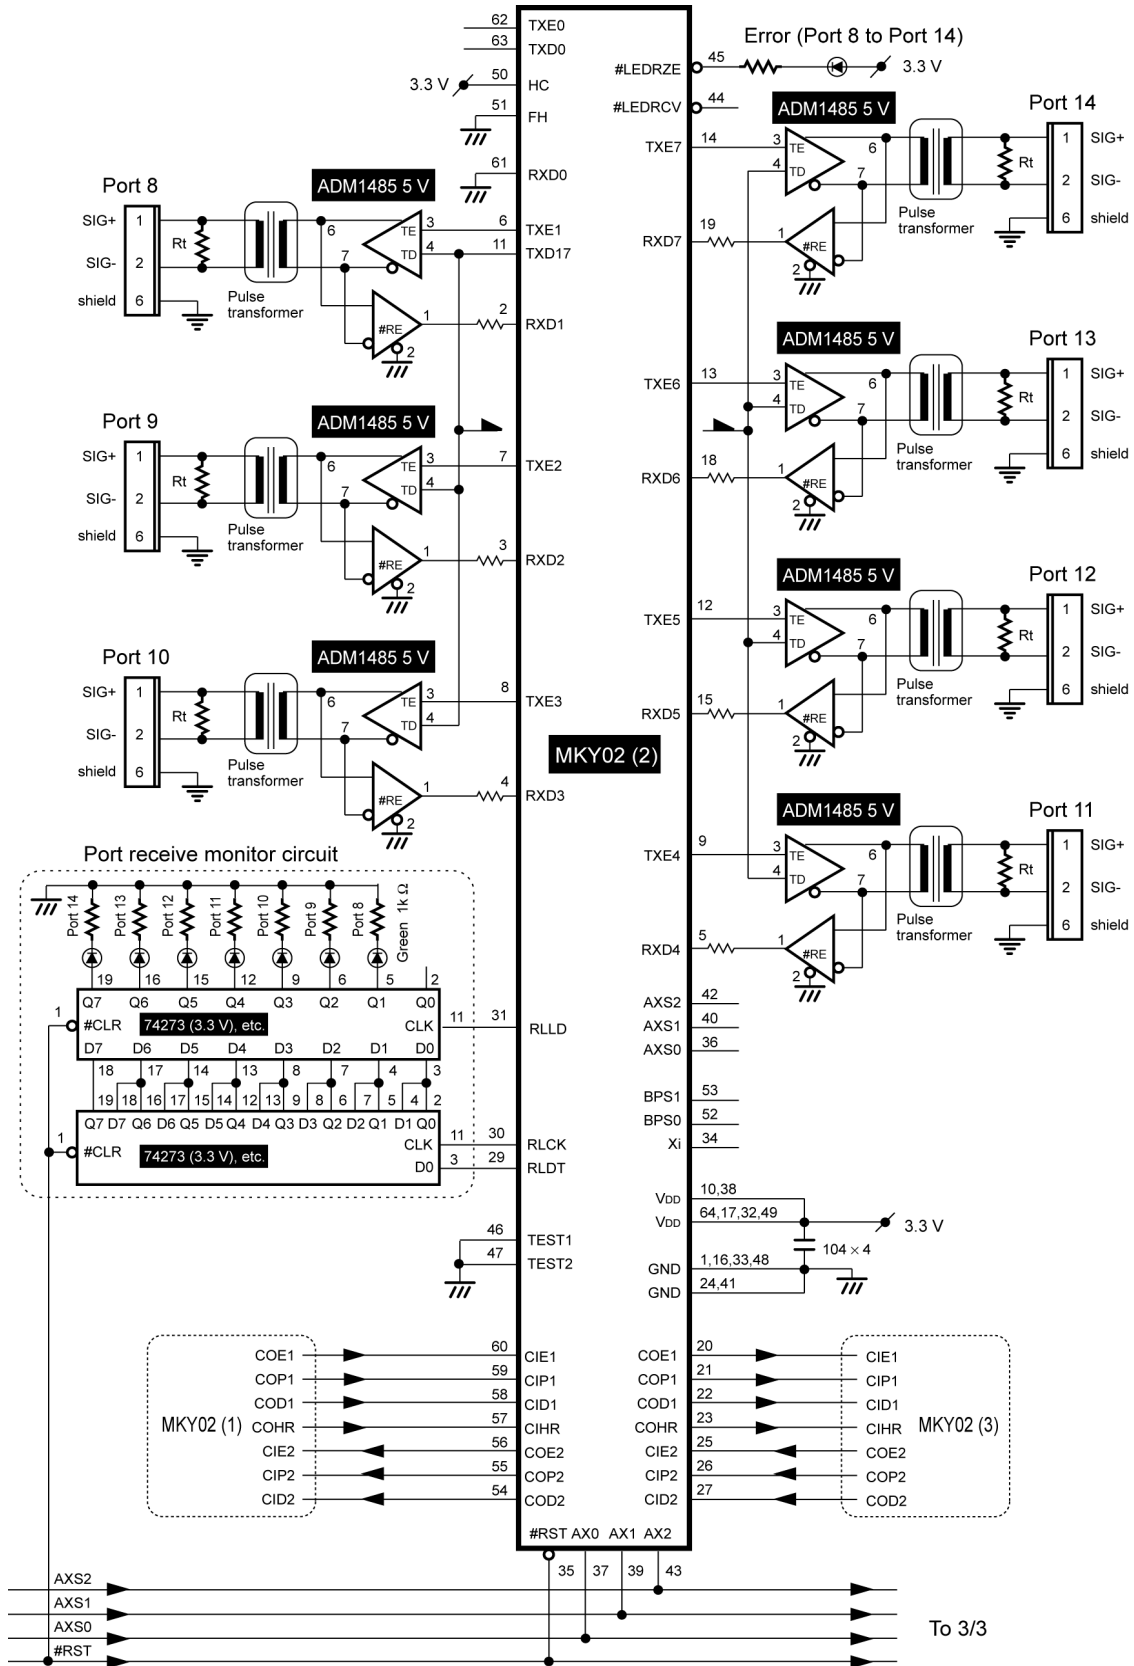 62 TXE0
63 TXD0
3.3 V 50 HC
51 FH
61 RXD0
Error (Port 8 to Port 14)
#LEDRZE 45 3.3 V
#LEDRCV 44
Port 8
ADM1485 5 V
SIG+ 1
Rt
SIG- 2
shield 6
Pulse
transformer
6 7
TE 3 6 TXE1
TD 4 11 TXD17
#RE 1 2 RXD1
2
Port 9
ADM1485 5 V
SIG+ 1
Rt
SIG- 2
shield 6
Pulse
transformer
6 7
TE 3 7 TXE2
TD 4
#RE 1 3 RXD2
2
Port 10
ADM1485 5 V
SIG+ 1
Rt
SIG- 2
shield 6
Pulse
transformer
6 7
TE 3 8 TXE3
TD 4
#RE 1 4 RXD3
2
MKY02 (2)
ADM1485 5 V
Port 14
TXE7 14 3 TE
4 TD
6 7
RXD7 19 1 #RE
2
Pulse
transformer
Rt
1 SIG+
2 SIG-
6 shield
ADM1485 5 V
Port 13
TXE6 13 3 TE
4 TD
6 7
RXD6 18 1 #RE
2
Pulse
transformer
Rt
1 SIG+
2 SIG-
6 shield
ADM1485 5 V
Port 12
TXE5 12 3 TE
4 TD
6 7
RXD5 15 1 #RE
2
Pulse
transformer
Rt
1 SIG+
2 SIG-
6 shield
ADM1485 5 V
Port 11
TXE4 9 3 TE
4 TD
6 7
RXD4 5 1 #RE
2
Pulse
transformer
Rt
1 SIG+
2 SIG-
6 shield
Port receive monitor circuit
Port 14 Port 13 Port 12 Port 11 Port 10 Port 9 Port 8 Green 1k Ω
19 16 15 12 9 6 5 2
Q7 Q6 Q5 Q4 Q3 Q2 Q1 Q0
1 #CLR 74273 (3.3 V), etc. CLK 11 31 RLLD
D7 D6 D5 D4 D3 D2 D1 D0
18 17 14 13 8 7 4 3
19 18 16 17 15 14 12 13 9 8 6 7 5 4 2
Q7 D7 Q6 D6 Q5 D5 Q4 D4 Q3 D3 Q2 D2 Q1 D1 Q0
1 #CLR 74273 (3.3 V), etc. CLK 11 30 RLCK
D0 3 29 RLDT
46 TEST1
47 TEST2
AXS2 42
AXS1 40
AXS0 36
BPS1 53
BPS0 52
Xi 34
VDD 10,38
VDD 64,17,32,49 3.3 V
104 × 4
GND 1,16,33,48
GND 24,41
MKY02 (1)
COE1 60 CIE1
COP1 59 CIP1
COD1 58 CID1
COHR 57 CIHR
CIE2 56 COE2
CIP2 55 COP2
CID2 54 COD2
COE1 20 CIE1
COP1 21 CIP1
COD1 22 CID1
COHR 23 CIHR
CIE2 25 COE2
CIP2 26 COP2
CID2 27 COD2
MKY02 (3)
#RST AX0 AX1 AX2
35 37 39 43
AXS2
AXS1
AXS0
#RST
To 3/3